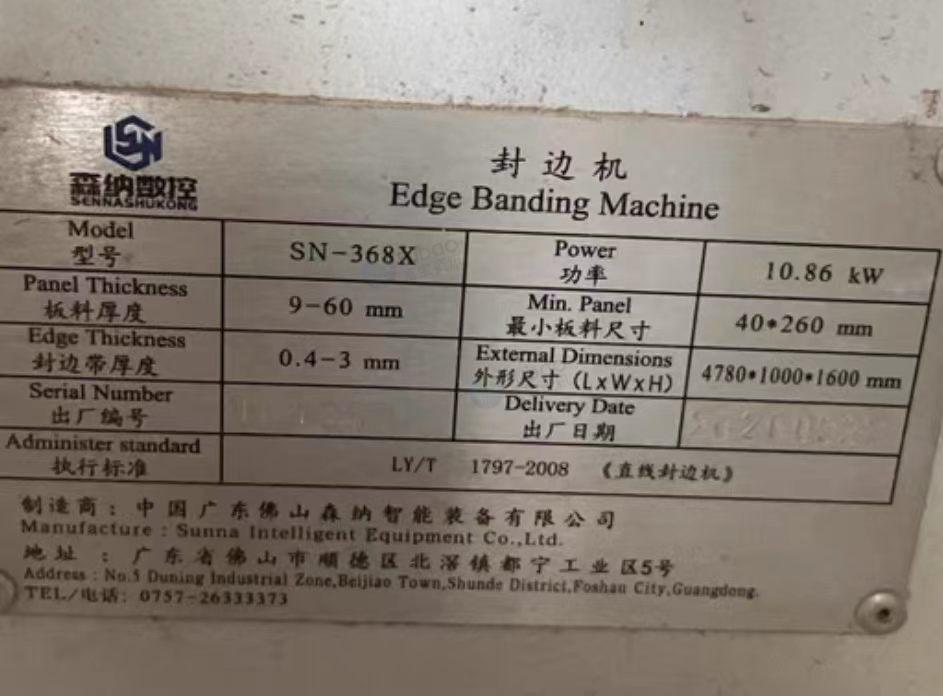 SN
森纳数控
SENNASHUKONG
封边机
Edge Banding Machine
Model
型号
SN-368X
Power
功率
10.86 kW
Panel Thickness
板料厚度
9-60 mm
Min. Panel
最小板料尺寸
40*260 mm
Edge Thickness
封边带厚度
0.4-3 mm
External Dimensions
外形尺寸 (LxWxH)
4780*1000*1600 mm
Serial Number
出厂编号
Delivery Date
出厂日期
Administer standard
执行标准
LY/T 1797-2008 《直线封边机》
制造商: 中国广东佛山森纳智能装备有限公司
Manufacture : Sunna Intelligent Equipment Co.,Ltd.
地址 : 广东省佛山市顺德区北滘镇都宁工业区5号
Address : No.5 Duning Industrial Zone,Beijiao Town,Shunde District,Foshan City,Guangdong.
TEL/电话: 0757-26333373